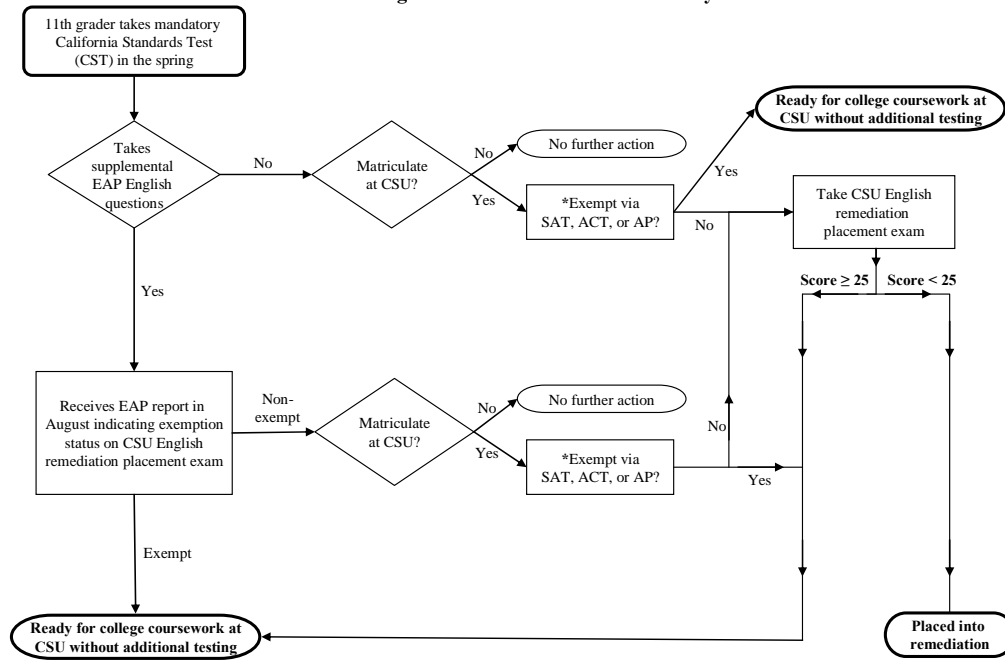 11th grader takes mandatory
California Standards Test
(CST) in the spring
Ready for college coursework at
CSU without additional testing
Takes
supplemental
EAP English
questions
No
Matriculate
at CSU?
No
No further action
Yes
*Exempt via
SAT, ACT, or AP?
Yes
No
Take CSU English
remediation
placement exam
Score ≥ 25
Score < 25
Yes
Receives EAP report in
August indicating exemption
status on CSU English
remediation placement exam
Non-
exempt
Matriculate
at CSU?
No
No further action
Yes
*Exempt via
SAT, ACT, or AP?
No
Yes
Exempt
Ready for college coursework at
CSU without additional testing
Placed into
remediation